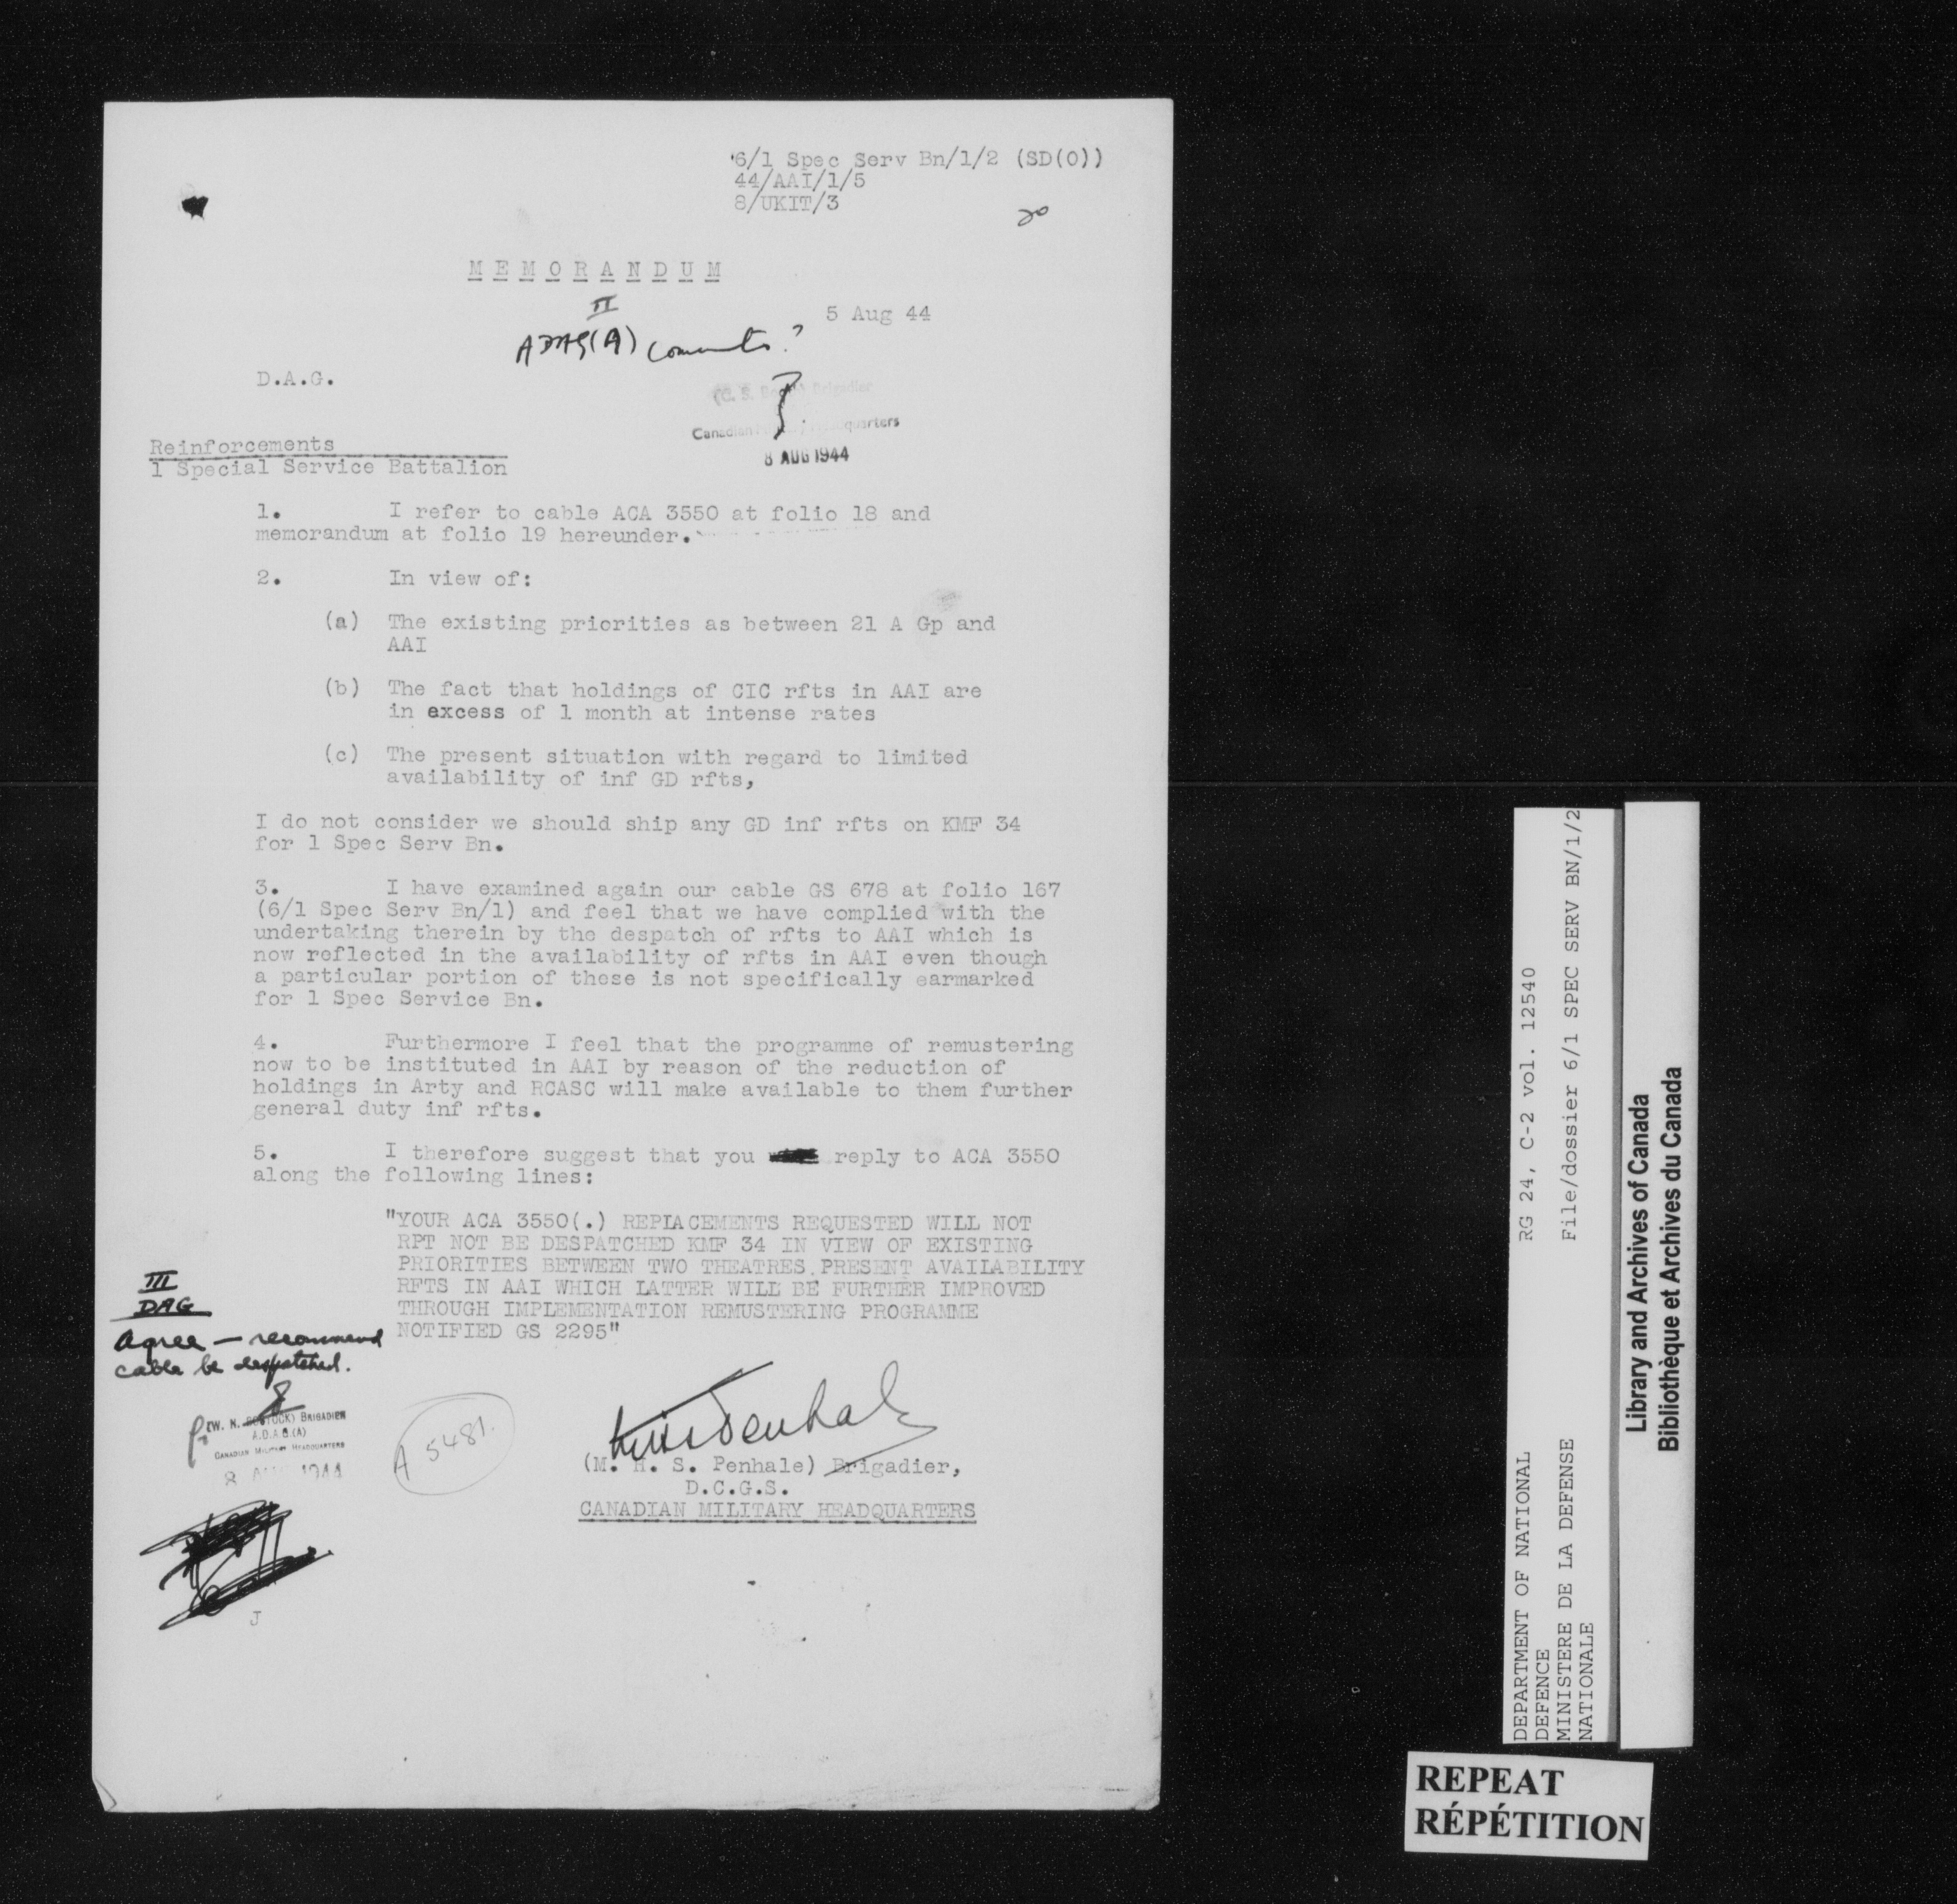 6/1 Spec Serv Bn/1/2 (SD(O))
44/AAI/1/5
8/UKIT/3
20
MEMORANDUM
II
5 Aug 44
ADAG(A) comments?
D.A.G.
Brigadier
Canadian Headquarters
8 AUG 1944
Reinforcements
1 Special Service Battalion
1. I refer to cable ACA 3550 at folio 18 and
memorandum at folio 19 hereunder.
2. In view of:
(a) The existing priorities as between 21 A Gp and
AAI
(b) The fact that holdings of CIC rfts in AAI are
in excess of 1 month at intense rates
(c) The present situation with regard to limited
availability of inf GD rfts,
I do not consider we should ship any GD inf rfts on KMF 34
for 1 Spec Serv Bn.
3. I have examined again our cable GS 678 at folio 167
(6/1 Spec Serv Bn/1) and feel that we have complied with the
undertaking therein by the despatch of rfts to AAI which is
now reflected in the availability of rfts in AAI even though
a particular portion of these is not specifically earmarked
for 1 Spec Service Bn.
4. Furthermore I feel that the programme of remustering
now to be instituted in AAI by reason of the reduction of
holdings in Arty and RCASC will make available to them further
general duty inf rfts.
5. I therefore suggest that you reply to ACA 3550
along the following lines:
"YOUR ACA 3550(.) REPLACEMENTS REQUESTED WILL NOT
RPT NOT BE DESPATCHED KMF 34 IN VIEW OF EXISTING
PRIORITIES BETWEEN TWO THEATRES PRESENT AVAILABILITY
RFTS IN AAI WHICH LATTER WILL BE FURTHER IMPROVED
THROUGH IMPLEMENTATION REMUSTERING PROGRAMME
NOTIFIED GS 2295"
III
DAG
Agree — recommend
cable be despatched.
(W. N. BOSTOCK) BRIGADIER
A.D.A.G.(A)
CANADIAN MILITARY HEADQUARTERS
8 AUG 1944
A 5481.
(M. H. S. Penhale) Brigadier,
D.C.G.S.
CANADIAN MILITARY HEADQUARTERS
J
DEPARTMENT OF NATIONAL
DEFENCE
MINISTERE DE LA DEFENSE
NATIONALE
RG 24, C-2 vol. 12540
File/dossier 6/1 SPEC SERV BN/1/2
Library and Archives of Canada
Bibliothèque et Archives du Canada
REPEAT
RÉPÉTITION